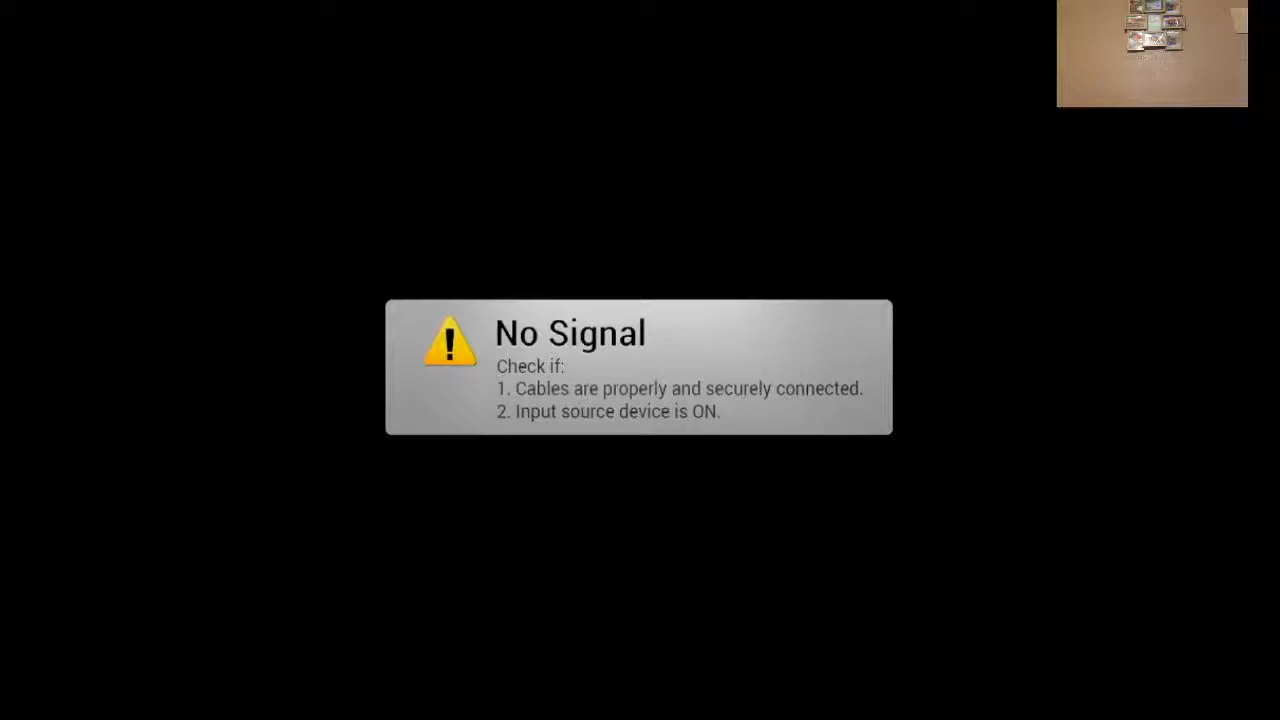 No Signal
Check if:
1. Cables are properly and securely connected.
2. Input source device is ON.